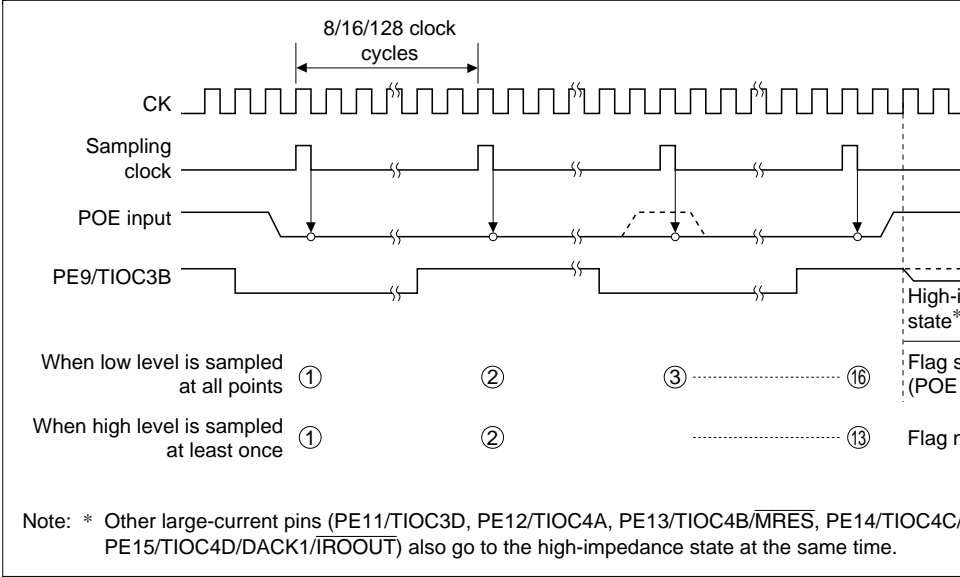 8/16/128 clock
cycles
CK
Sampling
clock
POE input
PE9/TIOC3B
High-i
state*
When low level is sampled
at all points
① ② ③ ⑯
Flag s
(POE
When high level is sampled
at least once
① ② ⑬
Flag r
Note: * Other large-current pins (PE11/TIOC3D, PE12/TIOC4A, PE13/TIOC4B/MRES, PE14/TIOC4C/
PE15/TIOC4D/DACK1/IROOUT) also go to the high-impedance state at the same time.